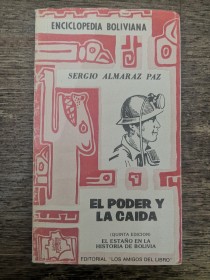 ENCICLOPEDIA BOLIVIANA
SERGIO ALMARAZ PAZ
EL PODER Y
LA CAIDA
(QUINTA EDICION)
EL ESTAÑO EN LA
HISTORIA DE BOLIVIA
EDITORIAL "LOS AMIGOS DEL LIBRO"